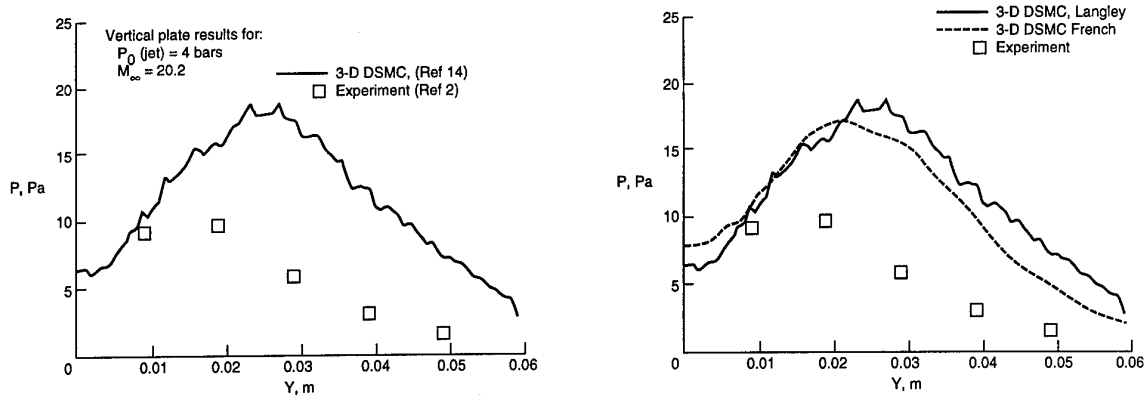 25
20
15
10
5
0
P, Pa
Vertical plate results for:
P0 (jet) = 4 bars
M∞ = 20.2
3-D DSMC, (Ref 14)
Experiment (Ref 2)
0.01
0.02
0.03
0.04
0.05
0.06
Y, m
25
20
15
10
5
0
P, Pa
3-D DSMC, Langley
3-D DSMC French
Experiment
0.01
0.02
0.03
0.04
0.05
0.06
Y, m